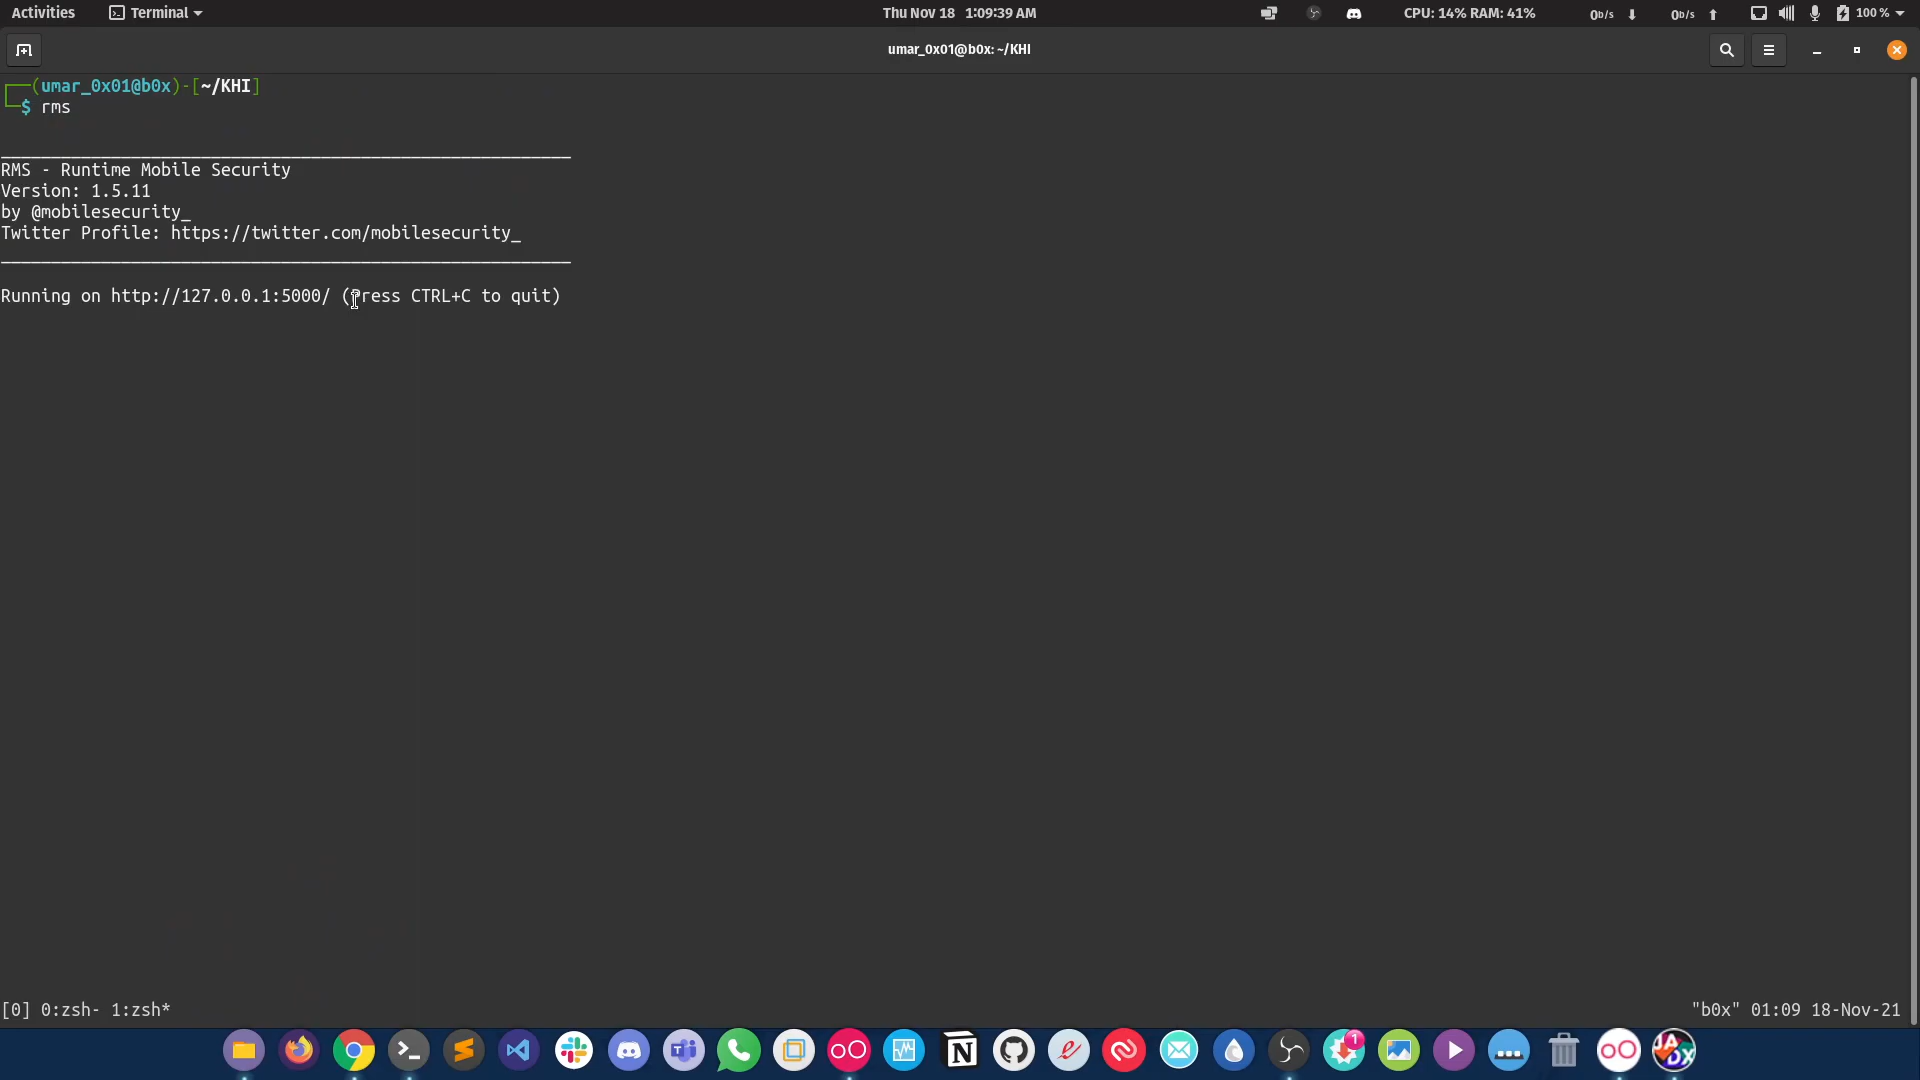 Activities Terminal Thu Nov 18 1:09:39 AM CPU: 14% RAM: 41% 0b/s 0b/s 100 %
umar_0x01@b0x: ~/KHI
(umar_0x01@b0x)-[~/KHI]
$ rms
RMS - Runtime Mobile Security
Version: 1.5.11
by @mobilesecurity_
Twitter Profile: https://twitter.com/mobilesecurity_
Running on http://127.0.0.1:5000/ (Press CTRL+C to quit)
[0] 0:zsh- 1:zsh* "b0x" 01:09 18-Nov-21
1
JADX